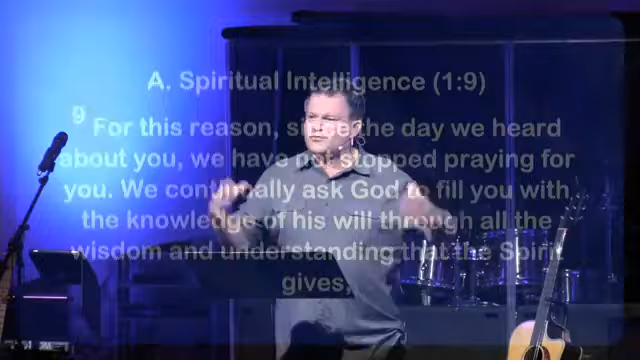 A. Spiritual Intelligence (1:9)
9 For this reason, since the day we heard
about you, we have not stopped praying for
you. We continually ask God to fill you with
the knowledge of his will through all the
wisdom and understanding that the Spirit
gives,